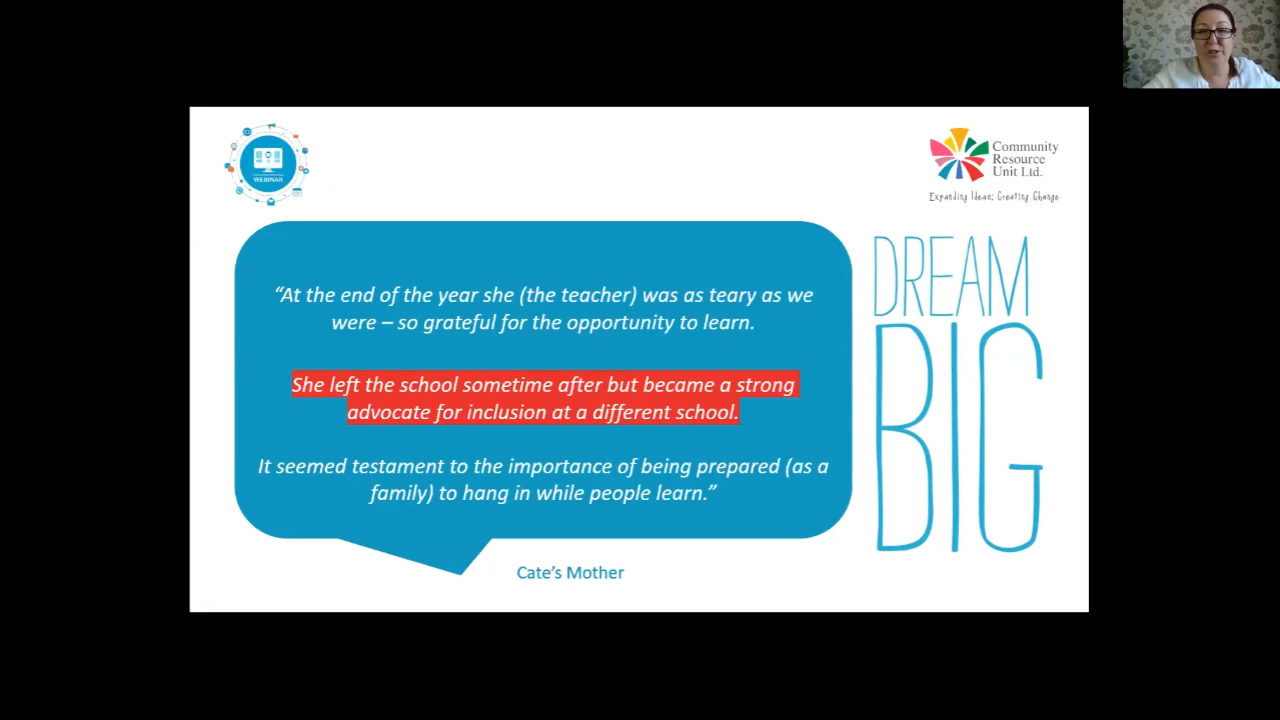 WEBINAR
Community
Resource
Unit Ltd.
Expanding Ideas; Creating Change
“At the end of the year she (the teacher) was as teary as we
were – so grateful for the opportunity to learn.
She left the school sometime after but became a strong
advocate for inclusion at a different school.
It seemed testament to the importance of being prepared (as a
family) to hang in while people learn.”
Cate’s Mother
DREAM
BIG